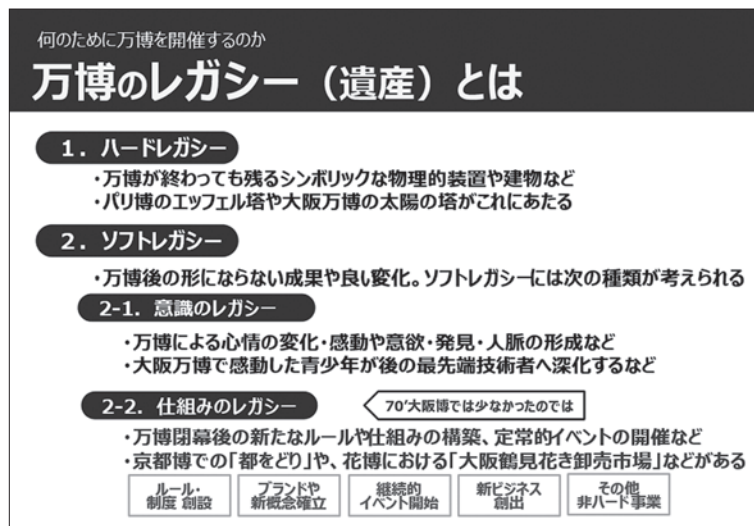 何のために万博を開催するのか
万博のレガシー（遺産）とは
1．ハードレガシー
・万博が終わっても残るシンボリックな物理的装置や建物など
・パリ博のエッフェル塔や大阪万博の太陽の塔がこれにあたる
2．ソフトレガシー
・万博後の形にならない成果や良い変化。ソフトレガシーには次の種類が考えられる
2-1．意識のレガシー
・万博による心情の変化・感動や意欲・発見・人脈の形成など
・大阪万博で感動した青少年が後の最先端技術者へ深化するなど
2-2．仕組みのレガシー
70’大阪博では少なかったのでは
・万博閉幕後の新たなルールや仕組みの構築、定常的イベントの開催など
・京都博での「都をどり」や、花博における「大阪鶴見花き卸売市場」などがある
ルール・
制度 創設
ブランドや
新概念確立
継続的
イベント開始
新ビジネス
創出
その他
非ハード事業